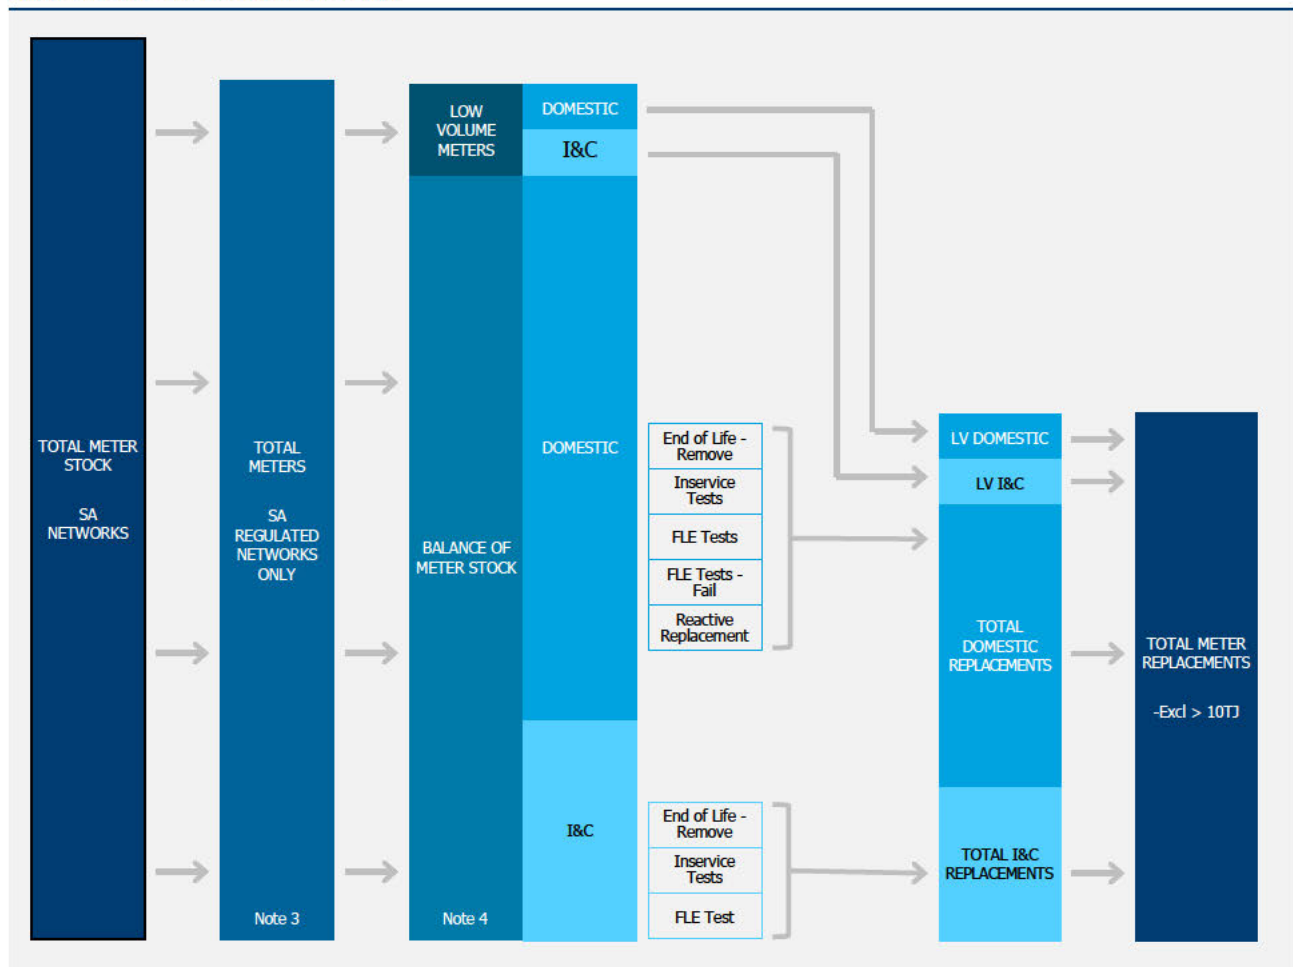 TOTAL METER
STOCK
SA
NETWORKS
TOTAL
METERS
SA
REGULATED
NETWORKS
ONLY
Note 3
LOW
VOLUME
METERS
BALANCE OF
METER STOCK
Note 4
DOMESTIC
I&C
DOMESTIC
I&C
End of Life -
Remove
Inservice
Tests
FLE Tests
FLE Tests -
Fail
Reactive
Replacement
End of Life -
Remove
Inservice
Tests
FLE Test
LV DOMESTIC
LV I&C
TOTAL
DOMESTIC
REPLACEMENTS
TOTAL I&C
REPLACEMENTS
TOTAL METER
REPLACEMENTS
-Excl > 10TJ